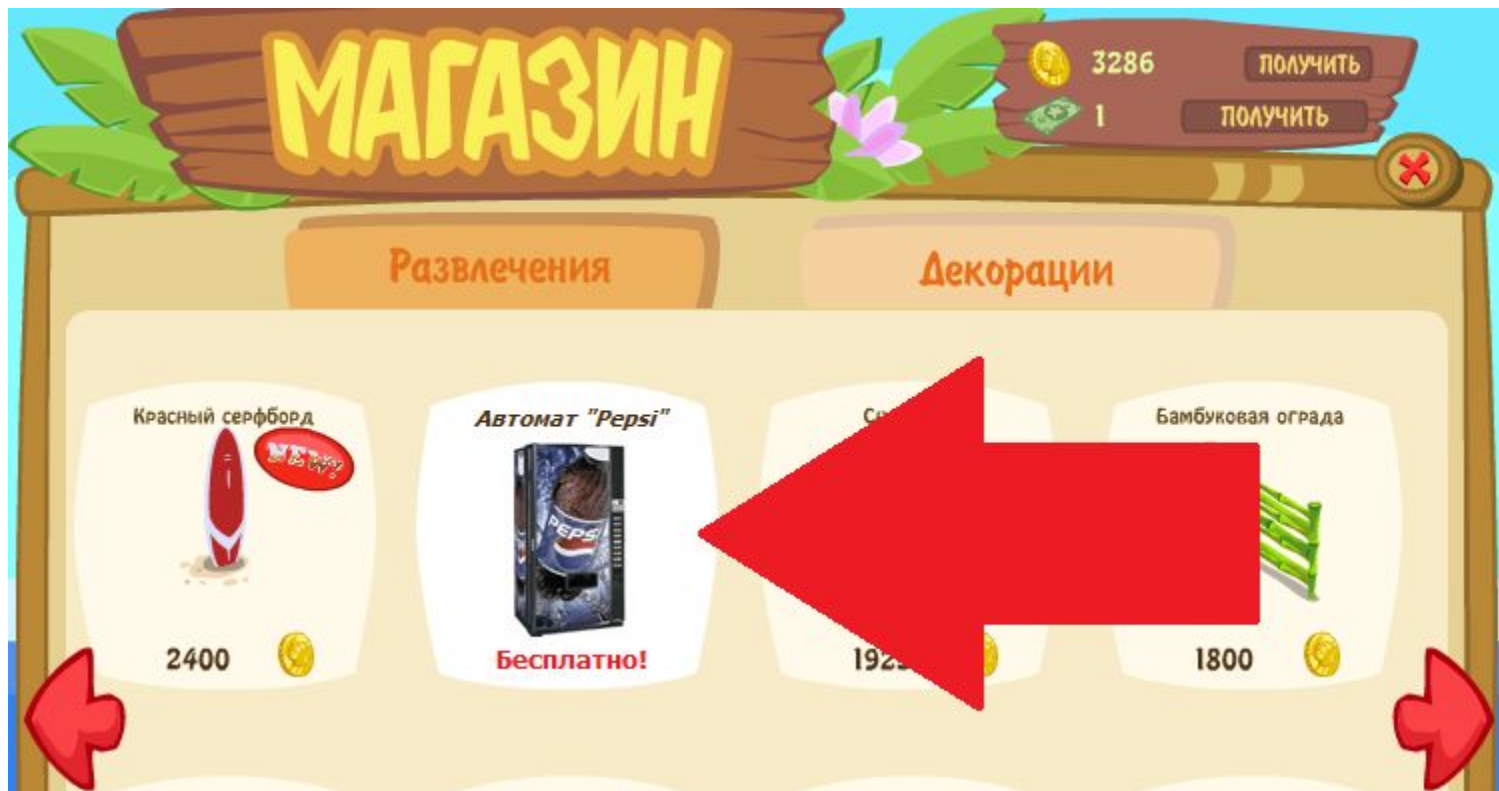 МАГАЗИН
3286 ПОЛУЧИТЬ
1 ПОЛУЧИТЬ
Развлечения
Декорации
Красный серфборд
NEW!
2400
Автомат "Pepsi"
PEPSI
Бесплатно!
Бамбуковая ограда
1800